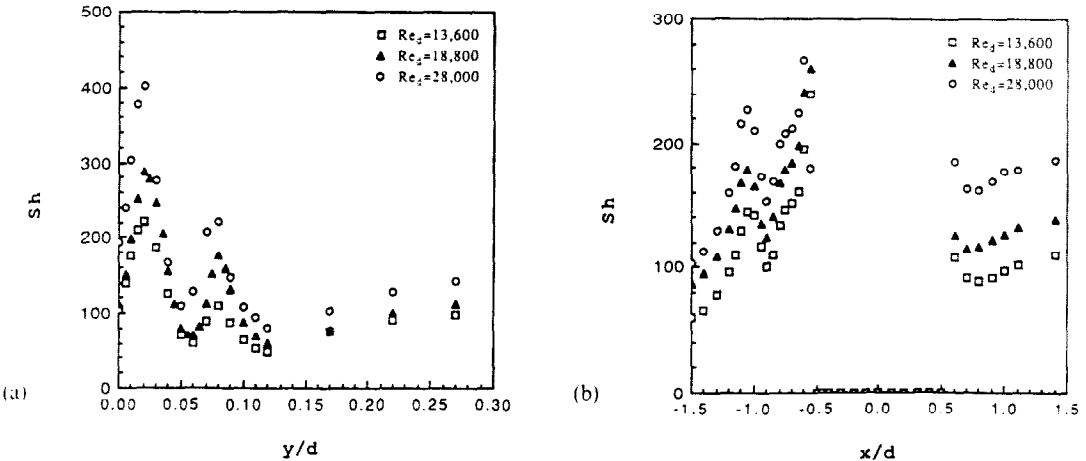 500
400
300
200
100
0
Sh
Re_d=13,600
Re_d=18,800
Re_d=28,000
0.00 0.05 0.10 0.15 0.20 0.25 0.30
y/d
(a)
300
200
100
0
Sh
Re_d=13,600
Re_d=18,800
Re_d=28,000
-1.5 -1.0 -0.5 0.0 0.5 1.0 1.5
x/d
(b)